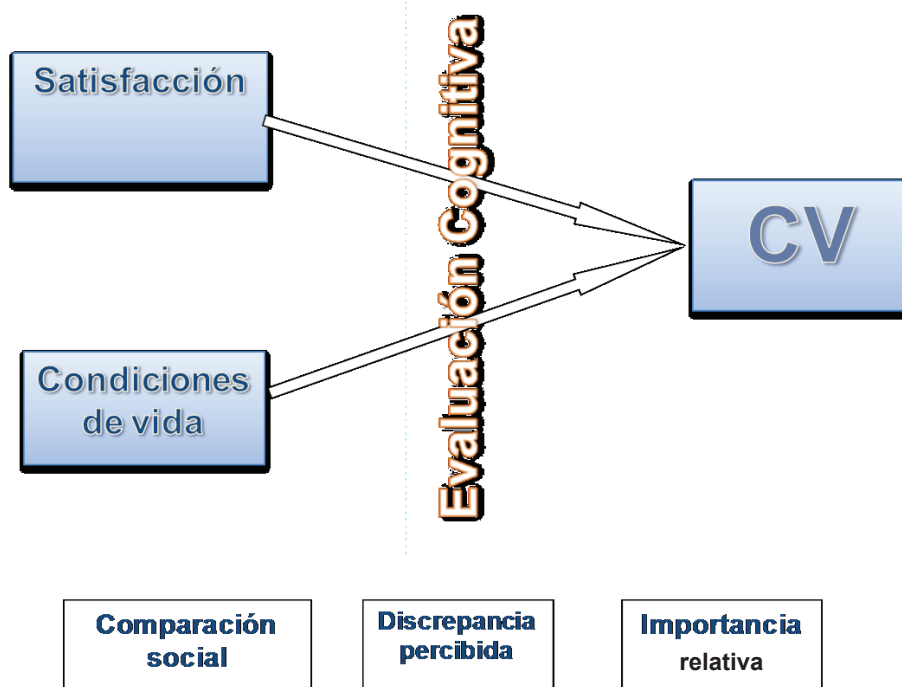 Satisfacción
Evaluación Cognitiva
CV
Condiciones
de vida
Comparación
social
Discrepancia
percibida
Importancia
relativa